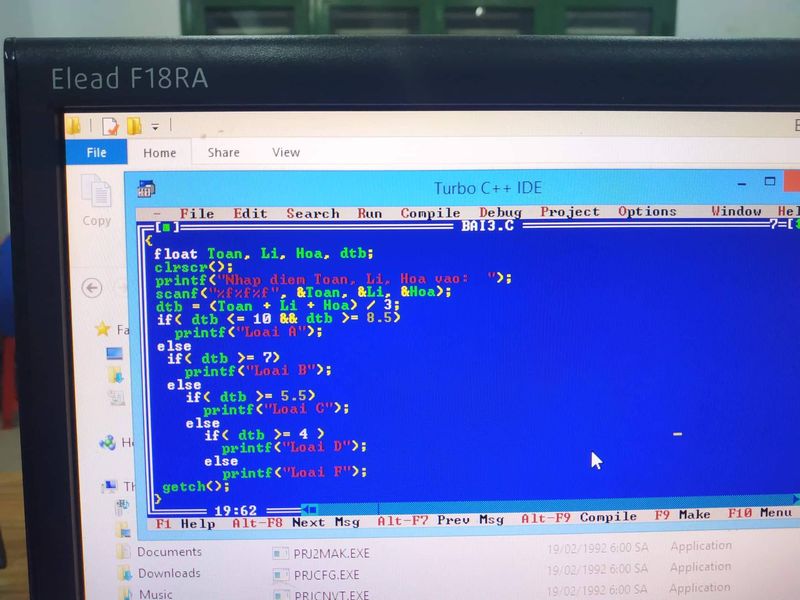 Elead F18RA
File Home Share View
Turbo C++ IDE
Copy
File Edit Search Run Compile Debug Project Options Window Hel
[■] BAI3.C 7=[
{
float Toan, Li, Hoa, dtb;
clrscr();
printf("Nhap diem Toan, Li, Hoa vao:  ");
scanf("%f%f%f", &Toan, &Li, &Hoa);
dtb = (Toan + Li + Hoa) / 3;
if( dtb <= 10 && dtb >= 8.5)
printf("Loai A");
else
if( dtb >= 7)
printf("Loai B");
else
if( dtb >= 5.5)
printf("Loai C");
else
if( dtb >= 4 )
printf("Loai D");
else
printf("Loai F");
getch();
}
19:62
F1 Help Alt-F8 Next Msg Alt-F7 Prev Msg Alt-F9 Compile F9 Make F10 Menu
Fa
He
Th
Documents PRJ2MAK.EXE 19/02/1992 6:00 SA Application
Downloads PRJCFG.EXE 19/02/1992 6:00 SA Application
Music PRJCNVT.EXE 19/02/1992 6:00 SA Application